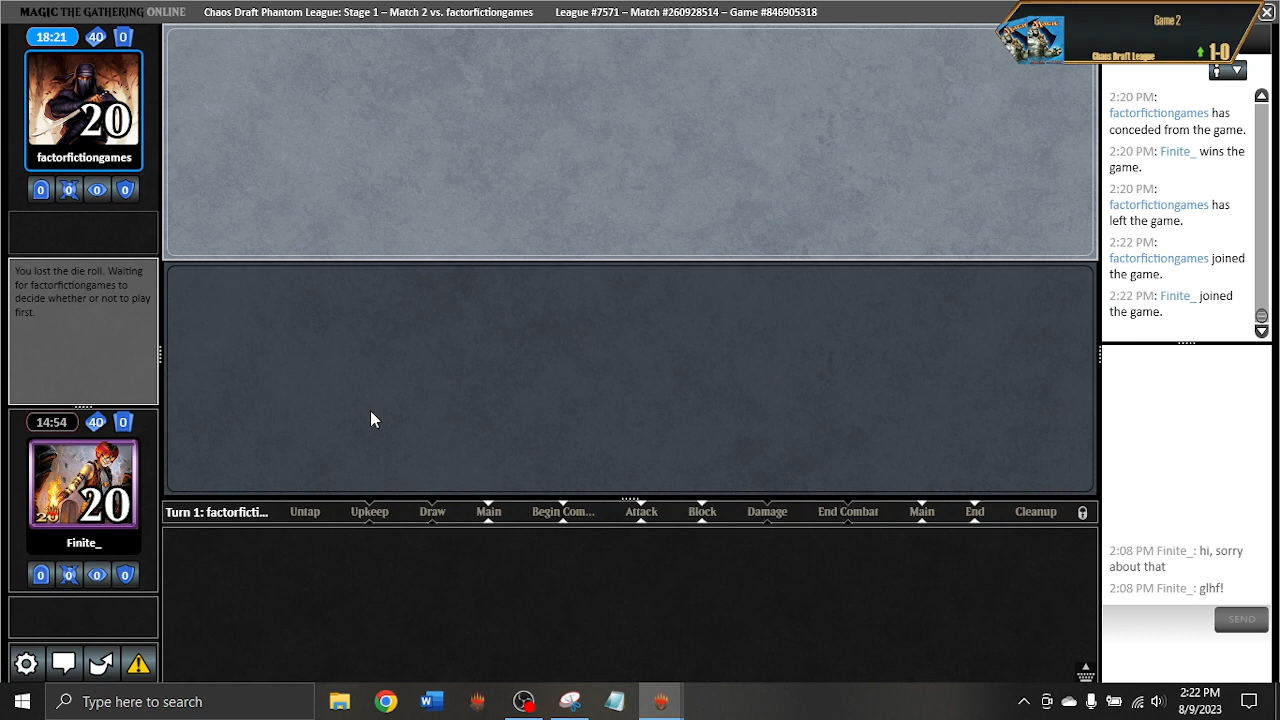 MAGIC THE GATHERING ONLINE
Chaos Draft Phantom League: Stage 1 – Match 2 vs. factorfictiongames
League #7571 – Match #260928514 – Game #846905318
Game 2
Chaos Draft League
1-0
18:21
40
0
20
factorfictiongames
0
0
0
0
You lost the die roll. Waiting
for factorfictiongames to
decide whether or not to play
first.
14:54
40
0
20
Finite_
0
0
0
0
Turn 1: factorficti...
Untap
Upkeep
Draw
Main
Begin Com...
Attack
Block
Damage
End Combat
Main
End
Cleanup
2:20 PM:
factorfictiongames has
conceded from the game.
2:20 PM: Finite_ wins the
game.
2:20 PM:
factorfictiongames has
left the game.
2:22 PM:
factorfictiongames joined
the game.
2:22 PM: Finite_ joined
the game.
2:08 PM Finite_: hi, sorry
about that
2:08 PM Finite_: glhf!
SEND
Type here to search
2:22 PM
8/9/2023